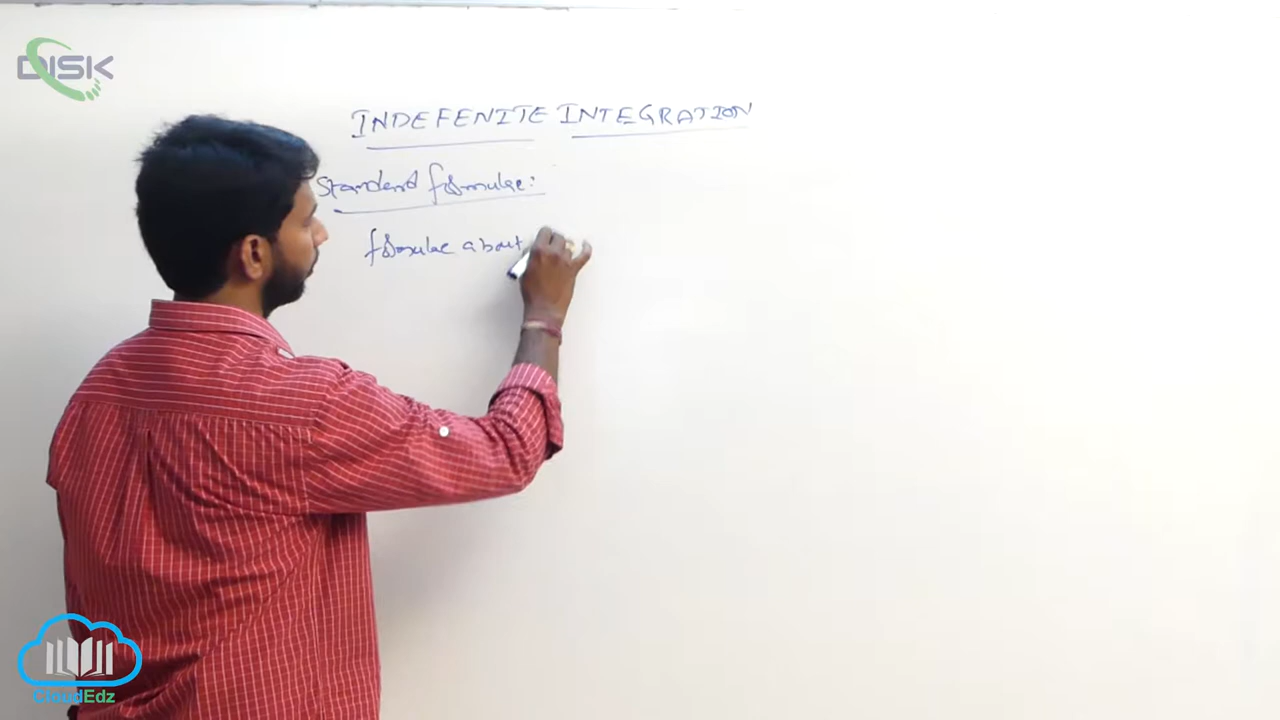 DISK
INDEFENITE INTEGRATION
Standard formulae:
formulae about
CloudEdz